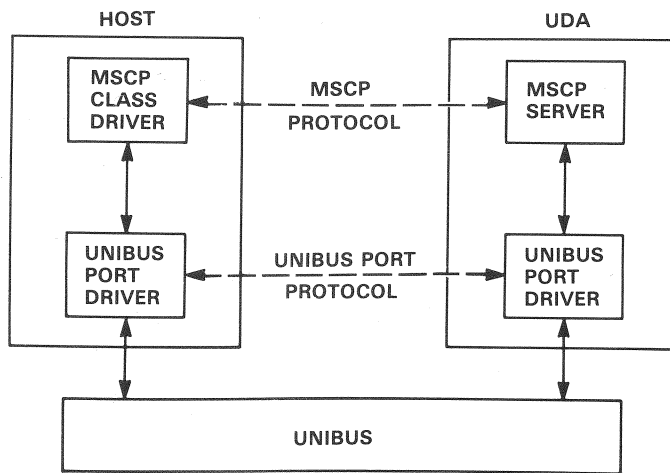 HOST
UDA
MSCP
CLASS
DRIVER
MSCP
PROTOCOL
MSCP
SERVER
UNIBUS
PORT
DRIVER
UNIBUS PORT
PROTOCOL
UNIBUS
PORT
DRIVER
UNIBUS